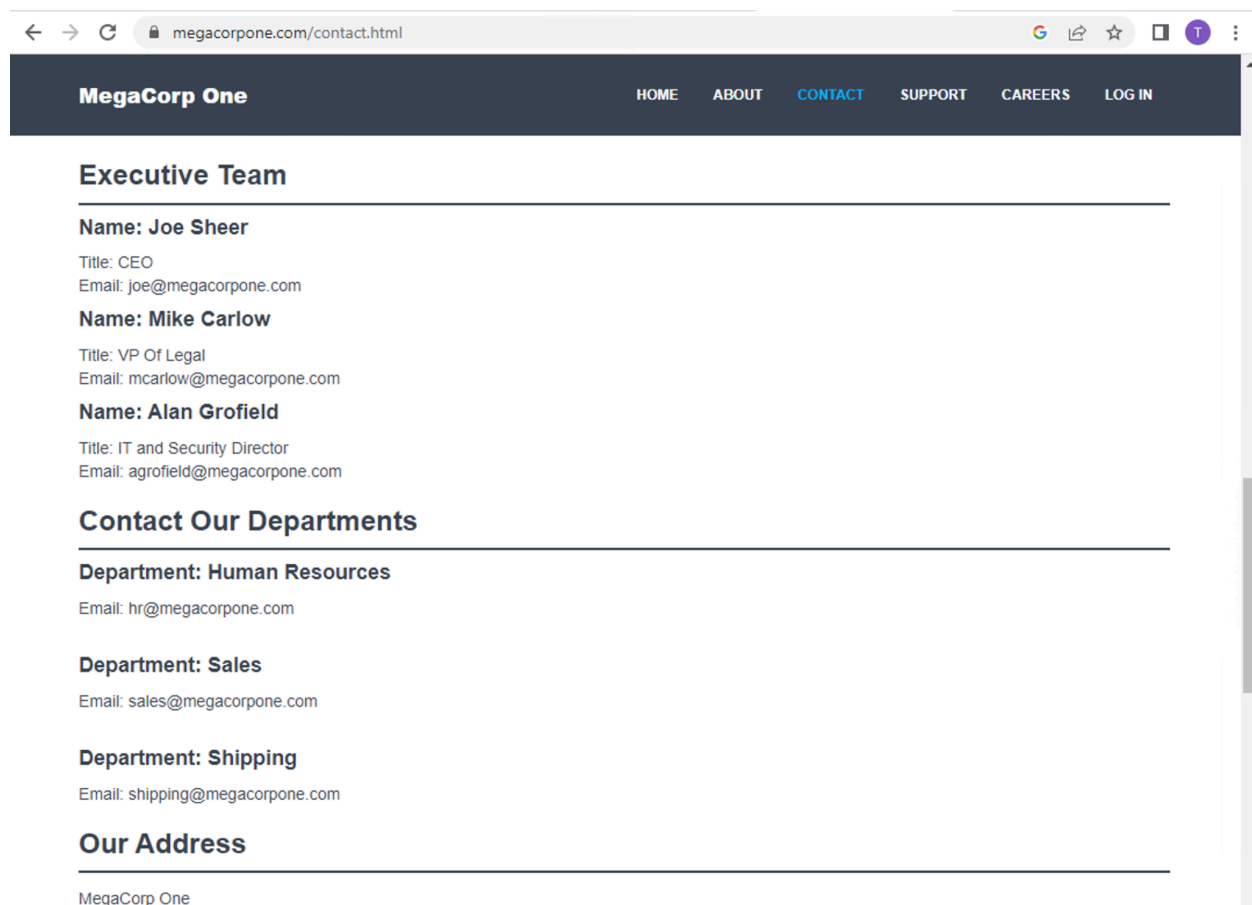 megacorpone.com/contact.html
T
MegaCorp One
HOME ABOUT CONTACT SUPPORT CAREERS LOG IN
Executive Team
Name: Joe Sheer
Title: CEO
Email: joe@megacorpone.com
Name: Mike Carlow
Title: VP Of Legal
Email: mcarlow@megacorpone.com
Name: Alan Grofield
Title: IT and Security Director
Email: agrofield@megacorpone.com
Contact Our Departments
Department: Human Resources
Email: hr@megacorpone.com
Department: Sales
Email: sales@megacorpone.com
Department: Shipping
Email: shipping@megacorpone.com
Our Address
MegaCorp One